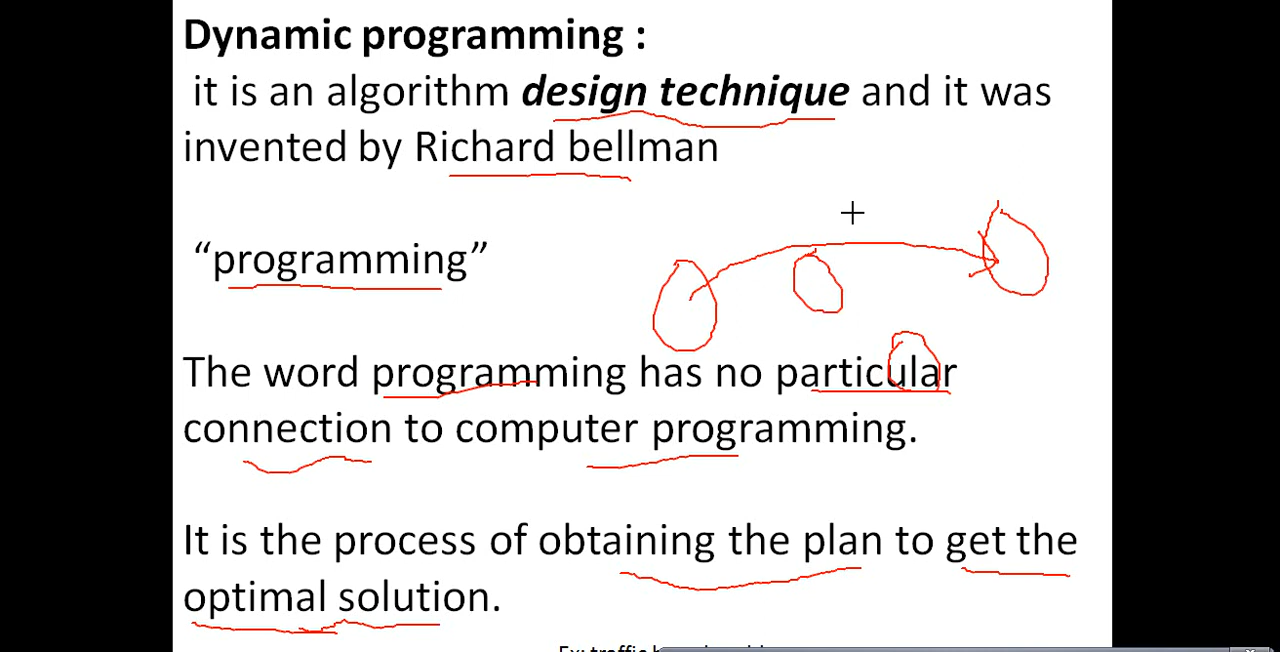 Dynamic programming :
it is an algorithm design technique and it was
invented by Richard bellman
“programming”
The word programming has no particular
connection to computer programming.
It is the process of obtaining the plan to get the
optimal solution.